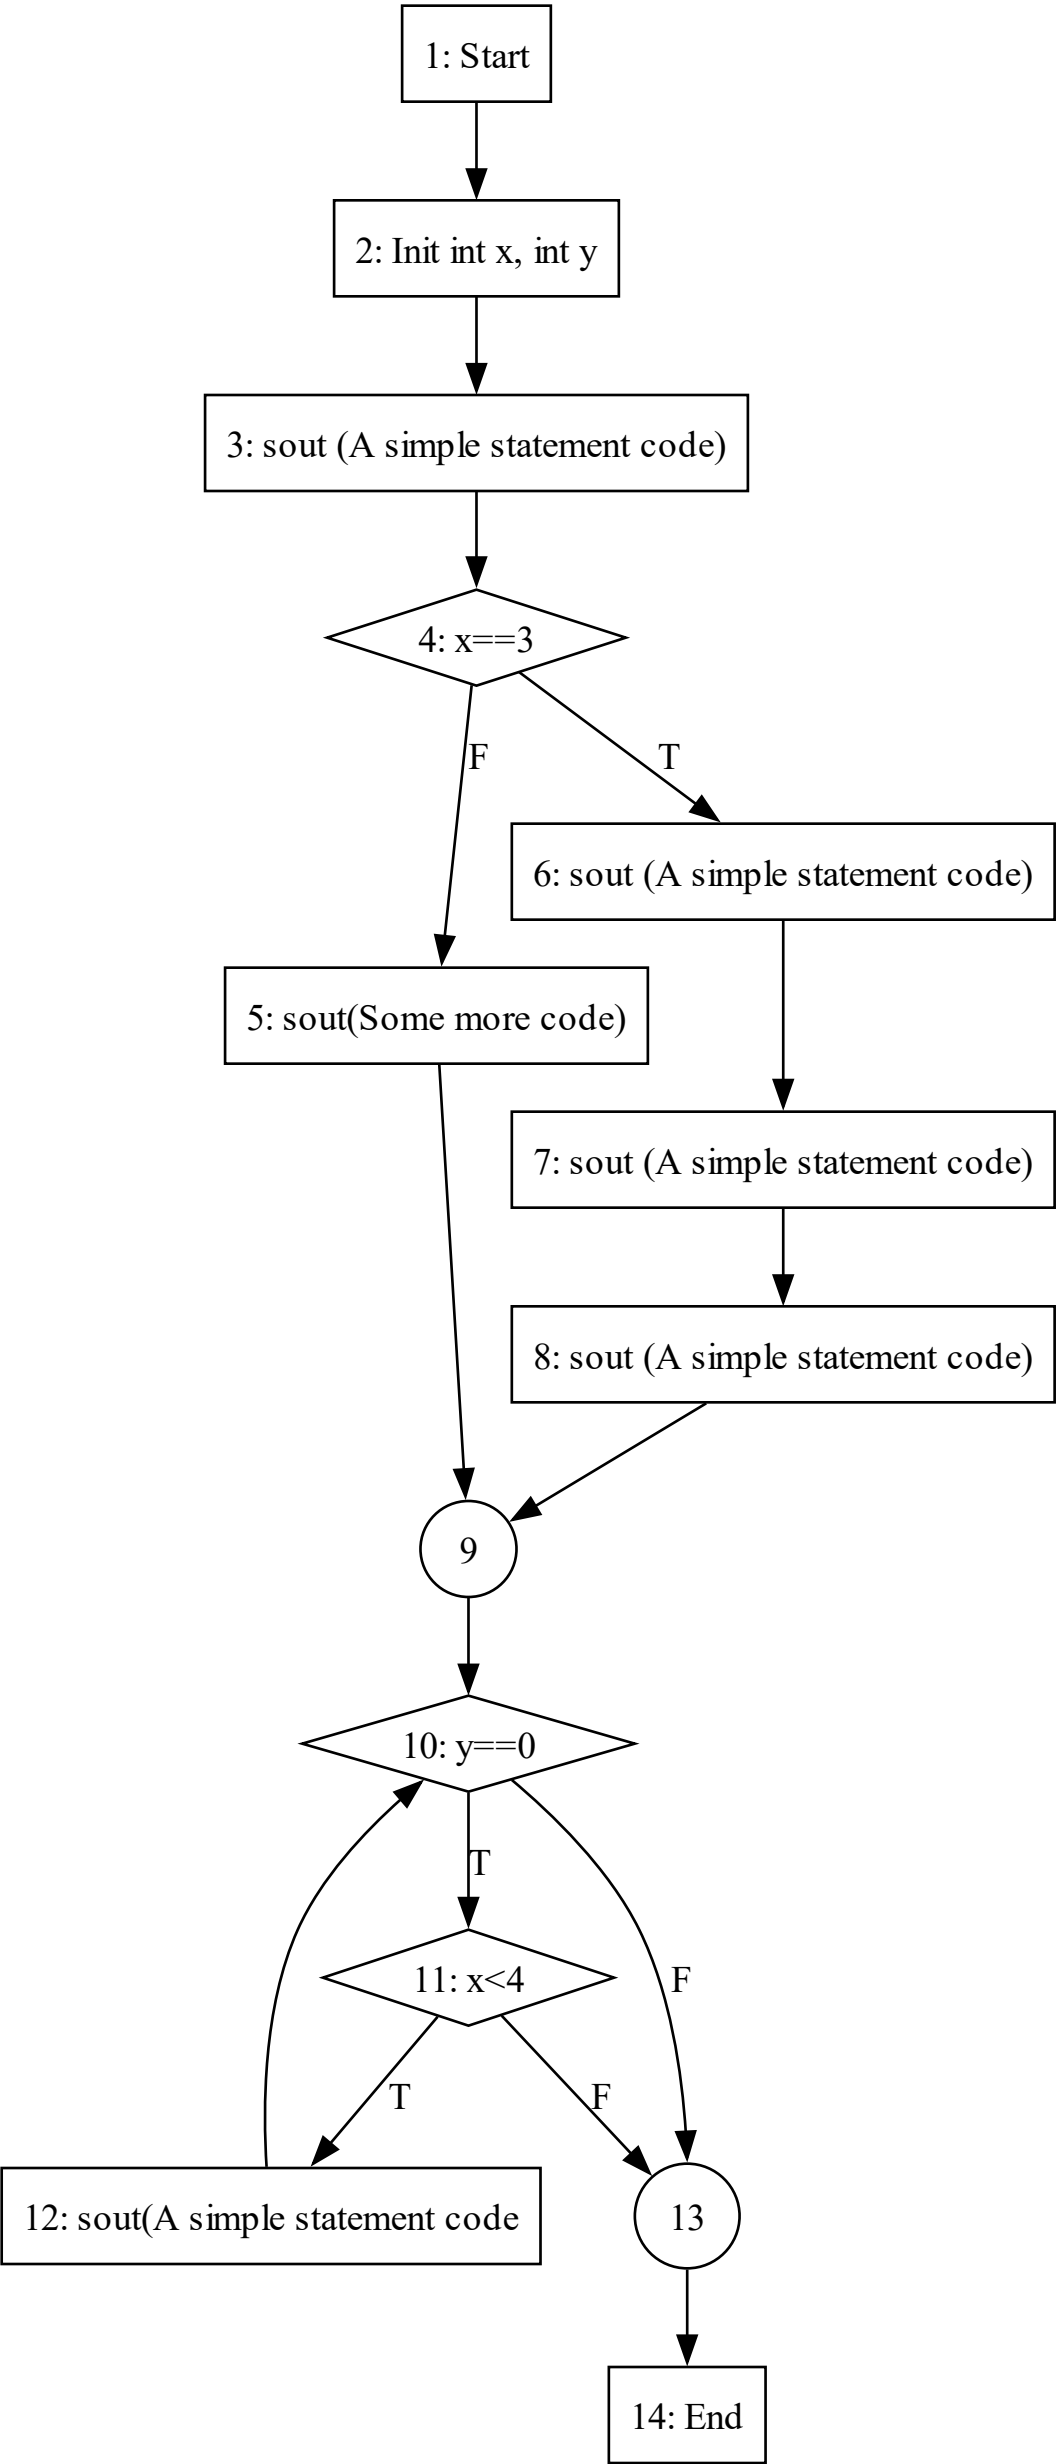 1: Start
2: Init int x, int y
3: sout (A simple statement code)
4: x==3
F
T
6: sout (A simple statement code)
5: sout(Some more code)
7: sout (A simple statement code)
8: sout (A simple statement code)
9
10: y==0
T
11: x<4
F
T
F
12: sout(A simple statement code
13
14: End